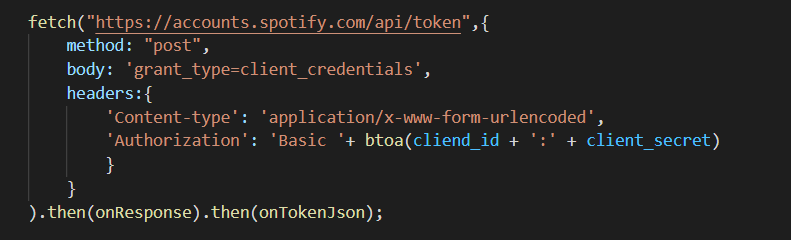 fetch("https://accounts.spotify.com/api/token",{
method: "post",
body: 'grant_type=client_credentials',
headers:{
'Content-type': 'application/x-www-form-urlencoded',
'Authorization': 'Basic '+ btoa(cliend_id + ':' + client_secret)
}
}
).then(onResponse).then(onTokenJson);